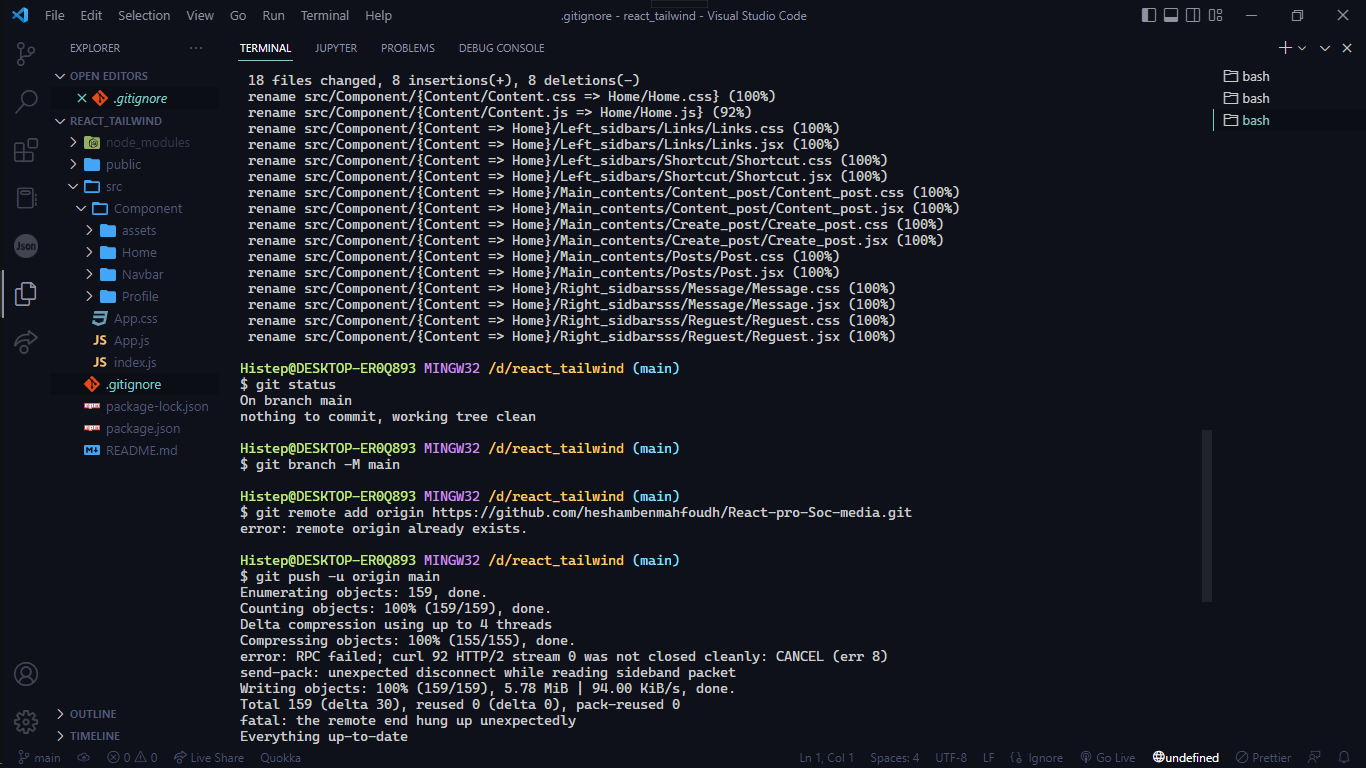 File Edit Selection View Go Run Terminal Help .gitignore - react_tailwind - Visual Studio Code
EXPLORER ...
OPEN EDITORS
.gitignore
REACT_TAILWIND
node_modules
public
src
Component
assets
Home
Navbar
Profile
App.css
JS App.js
JS index.js
.gitignore
package-lock.json
package.json
README.md
OUTLINE
TIMELINE
Json
TERMINAL JUPYTER PROBLEMS DEBUG CONSOLE
18 files changed, 8 insertions(+), 8 deletions(-)
rename src/Component/{Content/Content.css => Home/Home.css} (100%)
rename src/Component/{Content/Content.js => Home/Home.js} (92%)
rename src/Component/{Content => Home}/Left_sidbars/Links/Links.css (100%)
rename src/Component/{Content => Home}/Left_sidbars/Links/Links.jsx (100%)
rename src/Component/{Content => Home}/Left_sidbars/Shortcut/Shortcut.css (100%)
rename src/Component/{Content => Home}/Left_sidbars/Shortcut/Shortcut.jsx (100%)
rename src/Component/{Content => Home}/Main_contents/Content_post/Content_post.css (100%)
rename src/Component/{Content => Home}/Main_contents/Content_post/Content_post.jsx (100%)
rename src/Component/{Content => Home}/Main_contents/Create_post/Create_post.css (100%)
rename src/Component/{Content => Home}/Main_contents/Create_post/Create_post.jsx (100%)
rename src/Component/{Content => Home}/Main_contents/Posts/Post.css (100%)
rename src/Component/{Content => Home}/Main_contents/Posts/Post.jsx (100%)
rename src/Component/{Content => Home}/Right_sidbarsss/Message/Message.css (100%)
rename src/Component/{Content => Home}/Right_sidbarsss/Message/Message.jsx (100%)
rename src/Component/{Content => Home}/Right_sidbarsss/Reguest/Reguest.css (100%)
rename src/Component/{Content => Home}/Right_sidbarsss/Reguest/Reguest.jsx (100%)
Histep@DESKTOP-ER0Q893 MINGW32 /d/react_tailwind (main)
$ git status
On branch main
nothing to commit, working tree clean
Histep@DESKTOP-ER0Q893 MINGW32 /d/react_tailwind (main)
$ git branch -M main
Histep@DESKTOP-ER0Q893 MINGW32 /d/react_tailwind (main)
$ git remote add origin https://github.com/heshambenmahfoudh/React-pro-Soc-media.git
error: remote origin already exists.
Histep@DESKTOP-ER0Q893 MINGW32 /d/react_tailwind (main)
$ git push -u origin main
Enumerating objects: 159, done.
Counting objects: 100% (159/159), done.
Delta compression using up to 4 threads
Compressing objects: 100% (155/155), done.
error: RPC failed; curl 92 HTTP/2 stream 0 was not closed cleanly: CANCEL (err 8)
send-pack: unexpected disconnect while reading sideband packet
Writing objects: 100% (159/159), 5.78 MiB | 94.00 KiB/s, done.
Total 159 (delta 30), reused 0 (delta 0), pack-reused 0
fatal: the remote end hung up unexpectedly
Everything up-to-date
bash
bash
bash
main 0 0 Live Share Quokka Ln 1, Col 1 Spaces: 4 UTF-8 LF Ignore Go Live undefined Prettier